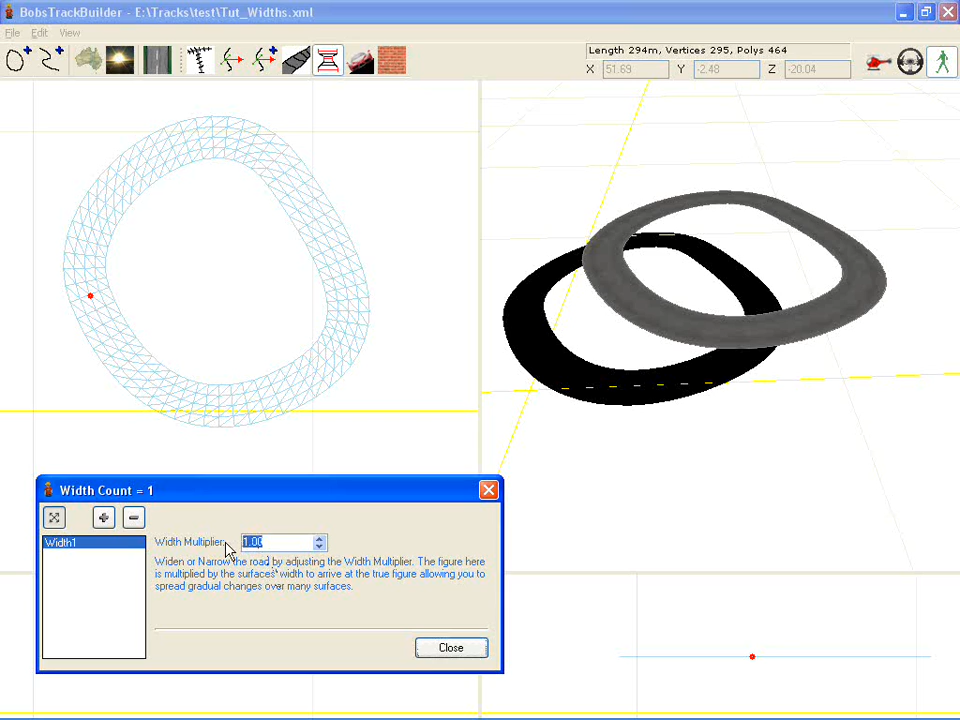 BobsTrackBuilder - E:\Tracks\test\Tut_Widths.xml
File Edit View
Length 294m, Vertices 295, Polys 464
X 51.69 Y -2.48 Z -20.04
Width Count = 1
Width1
Width Multiplier: 1.00
Widen or Narrow the road by adjusting the Width Multiplier. The figure here
is multiplied by the surfaces' width to arrive at the true figure allowing you to
spread gradual changes over many surfaces.
Close